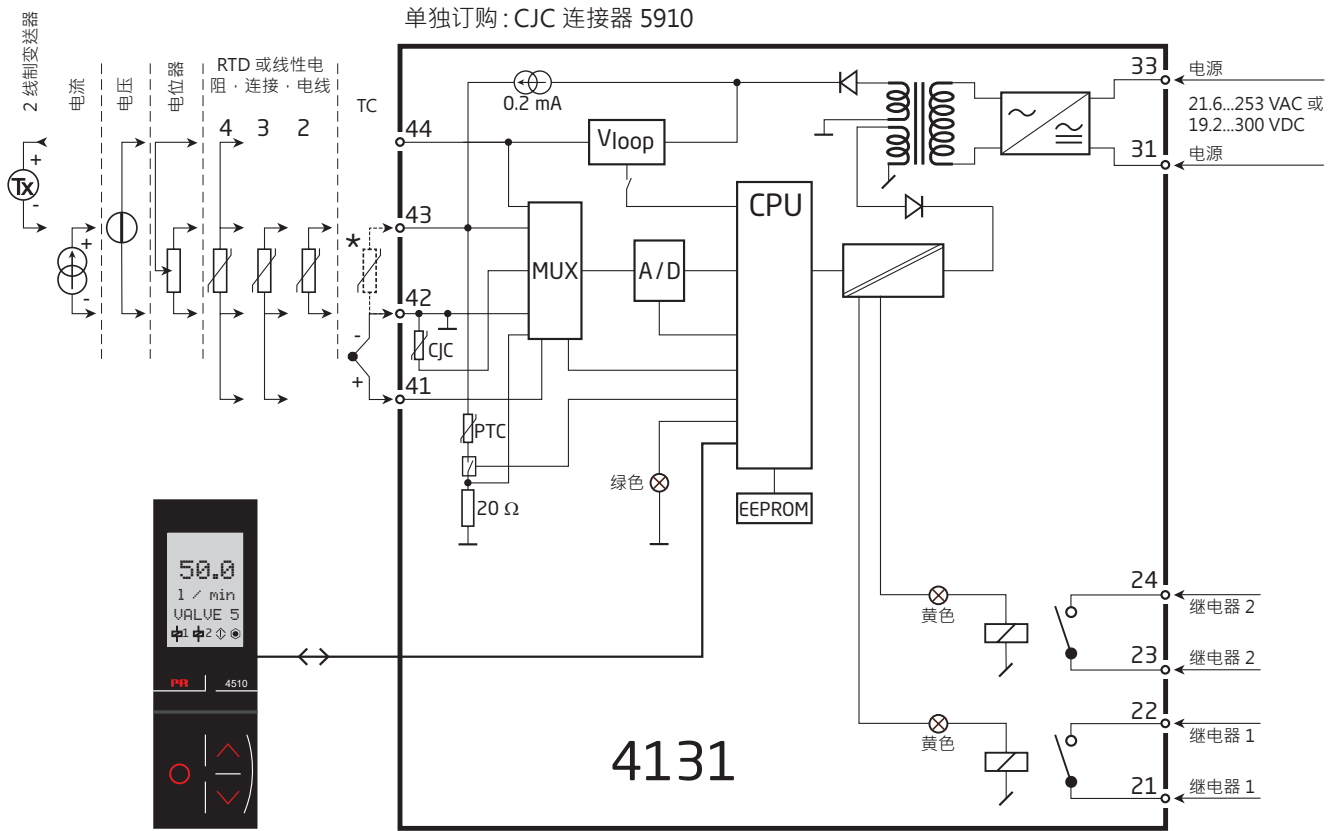 单独订购: CJC 连接器 5910
2 线制变送器
电流
电压
电位器
RTD 或线性电
阻 · 连接 · 电线
4 3 2
TC
+
Tx
-
+
-
*
-
+
44
43
42
41
0.2 mA
Vloop
CPU
MUX
A/D
CJC
PTC
20 Ω
绿色
EEPROM
33
电源
21.6...253 VAC 或
19.2...300 VDC
31
电源
24
继电器 2
黄色
23
继电器 2
22
继电器 1
黄色
21
继电器 1
50.0
l / min
VALVE 5
1 2
PR 4510
4131